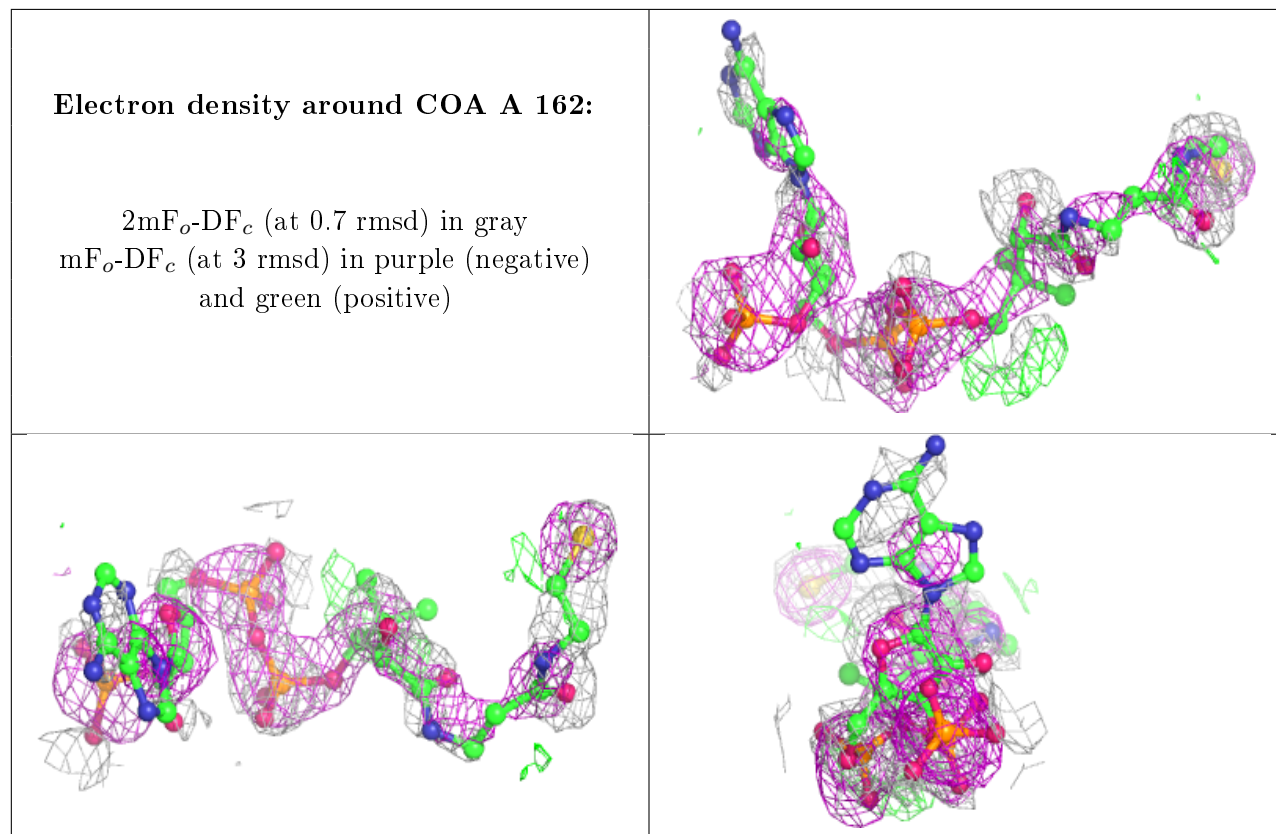 Electron density around COA A 162:
2mFo-DFc (at 0.7 rmsd) in gray
mFo-DFc (at 3 rmsd) in purple (negative)
and green (positive)